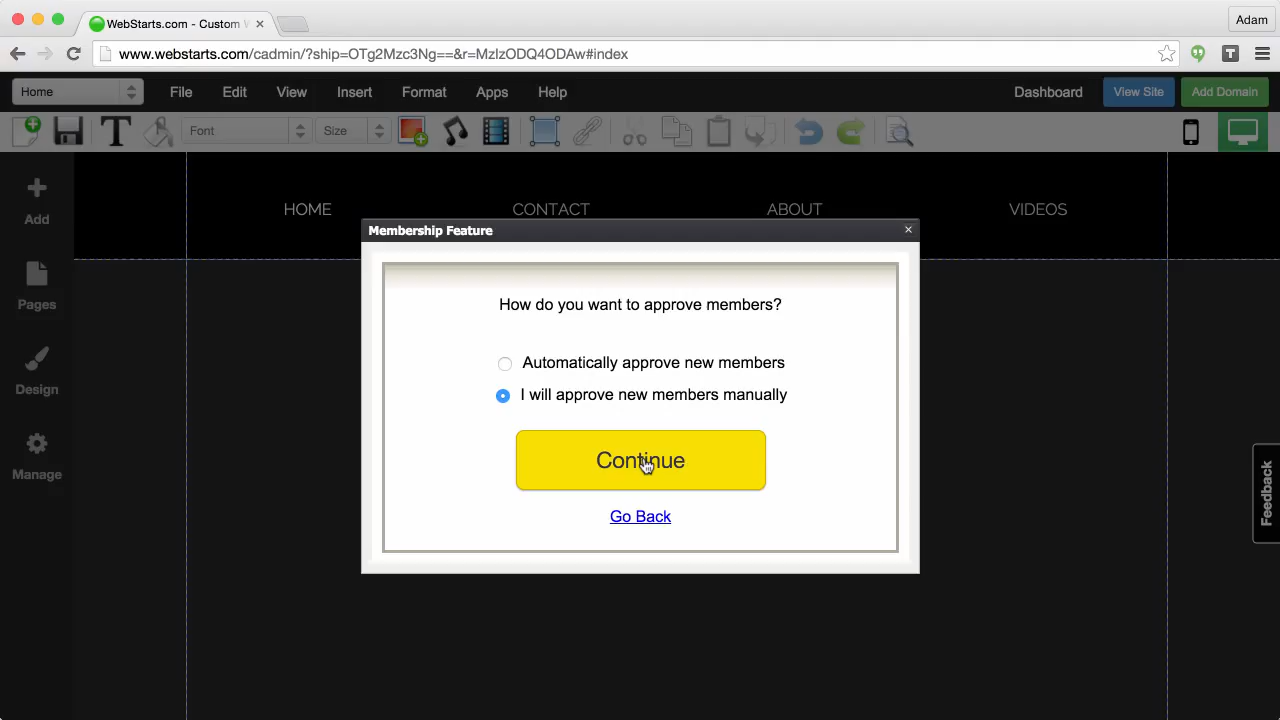 WebStarts.com - Custom W
Adam
www.webstarts.com/cadmin/?ship=OTg2Mzc3Ng==&r=MzIzODQ4ODAw#index
Home File Edit View Insert Format Apps Help Dashboard View Site Add Domain
T Font Size
Add
Pages
Design
Manage
HOME CONTACT ABOUT VIDEOS
Membership Feature
How do you want to approve members?
Automatically approve new members
I will approve new members manually
Continue
Go Back
Feedback